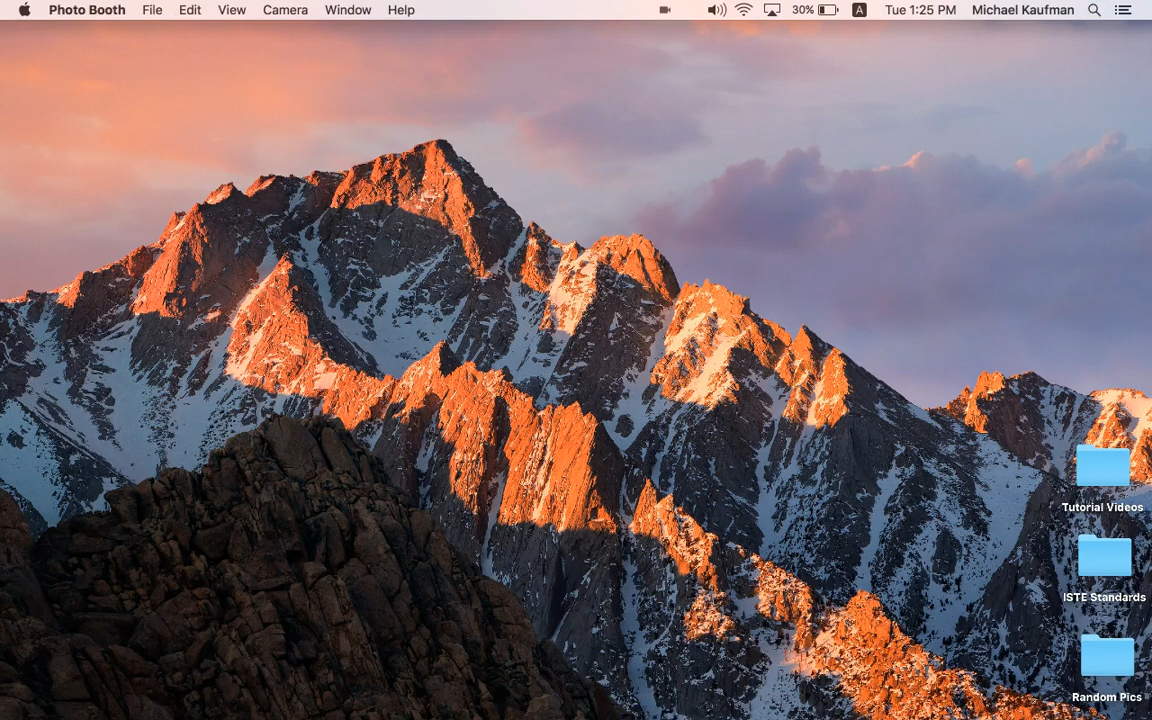 Photo Booth File Edit View Camera Window Help 30% A Tue 1:25 PM Michael Kaufman
Tutorial Videos
ISTE Standards
Random Pics